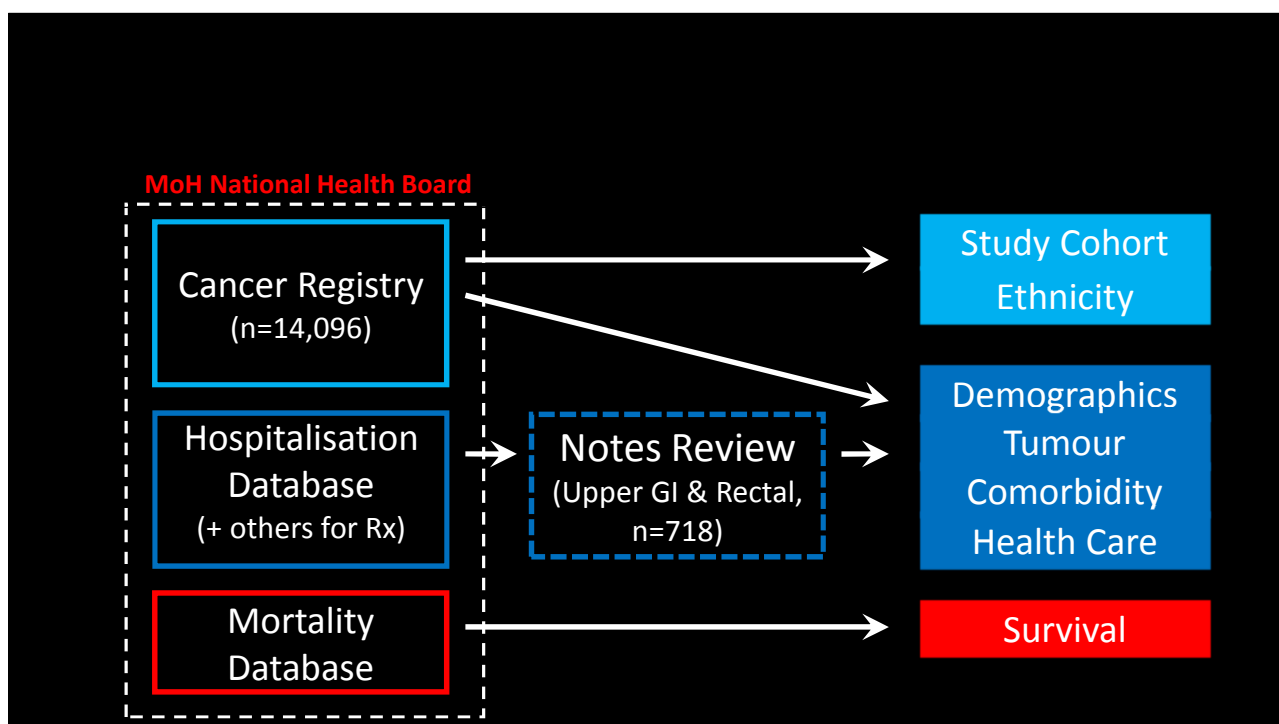 MoH National Health Board
Cancer Registry
(n=14,096)
Hospitalisation
Database
(+ others for Rx)
Mortality
Database
Notes Review
(Upper GI & Rectal,
n=718)
Study Cohort
Ethnicity
Demographics
Tumour
Comorbidity
Health Care
Survival